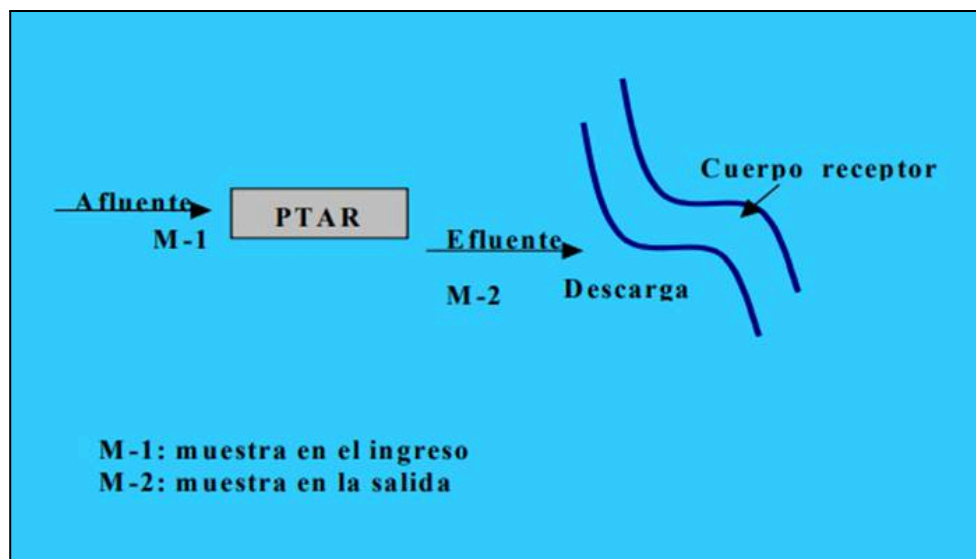 Afluente
M-1
PTAR
Efluente
M-2
Descarga
Cuerpo receptor
M-1: muestra en el ingreso
M-2: muestra en la salida